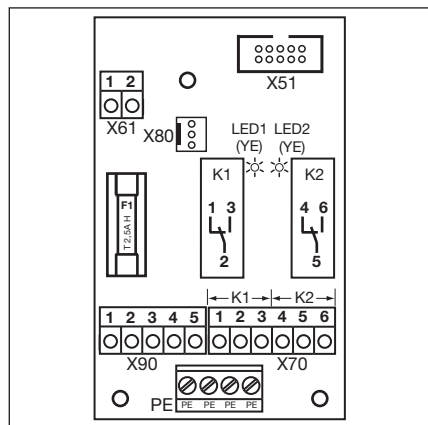 X51
1 2
X61
X80
LED1 LED2
(YE) (YE)
K1 K2
F1
T 2,5A H
1 3
2
4 6
5
K1 K2
1 2 3 4 5 1 2 3 4 5 6
X90 X70
PE
PE PE PE PE